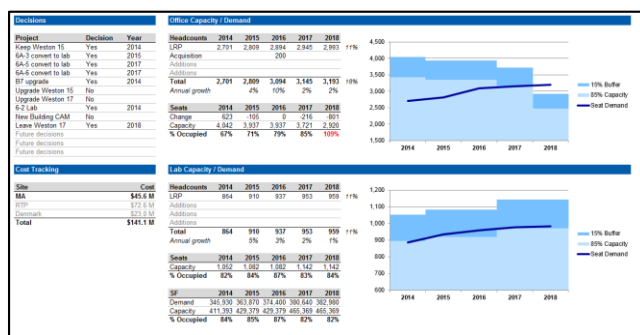 Decisions
Project Decision Year
Keep Weston 15 Yes 2014
6A-3 convert to lab Yes 2015
6A-5 convert to lab Yes 2017
6A-6 convert to lab Yes 2017
B7 upgrade Yes 2014
Upgrade Weston 15 No
Upgrade Weston 17 No
6-2 Lab Yes 2014
New Building CAM No
Leave Weston 17 Yes 2018
Future decisions
Future decisions
Future decisions
Cost Tracking
Site Cost
MA $45.6 M
RTP $72.6 M
Denmark $23.0 M
Total $141.1 M
Office Capacity / Demand
Headcounts 2014 2015 2016 2017 2018
LRP 2,701 2,809 2,894 2,945 2,993 11%
Acquisition 200
Additions
Additions
Total 2,701 2,809 3,094 3,145 3,193 18%
Annual growth 4% 10% 2% 2%
Seats 2014 2015 2016 2017 2018
Change 623 -105 0 -216 -801
Capacity 4,042 3,937 3,937 3,721 2,920
% Occupied 67% 71% 79% 85% 109%
4,500
4,000
3,500
3,000
2,500
2,000
1,500
2014 2015 2016 2017 2018
15% Buffer
85% Capacity
Seat Demand
Lab Capacity / Demand
Headcounts 2014 2015 2016 2017 2018
LRP 864 910 937 953 959 11%
Additions
Additions
Additions
Total 864 910 937 953 959 11%
Annual growth 5% 3% 2% 1%
Seats 2014 2015 2016 2017 2018
Capacity 1,052 1,082 1,082 1,142 1,142
% Occupied 82% 84% 87% 83% 84%
SF 2014 2015 2016 2017 2018
Demand 345,930 363,870 374,400 380,640 382,980
Capacity 411,393 429,379 429,379 465,369 465,369
% Occupied 84% 85% 87% 82% 82%
1,200
1,100
1,000
900
800
700
600
2014 2015 2016 2017 2018
15% Buffer
85% Capacity
Seat Demand